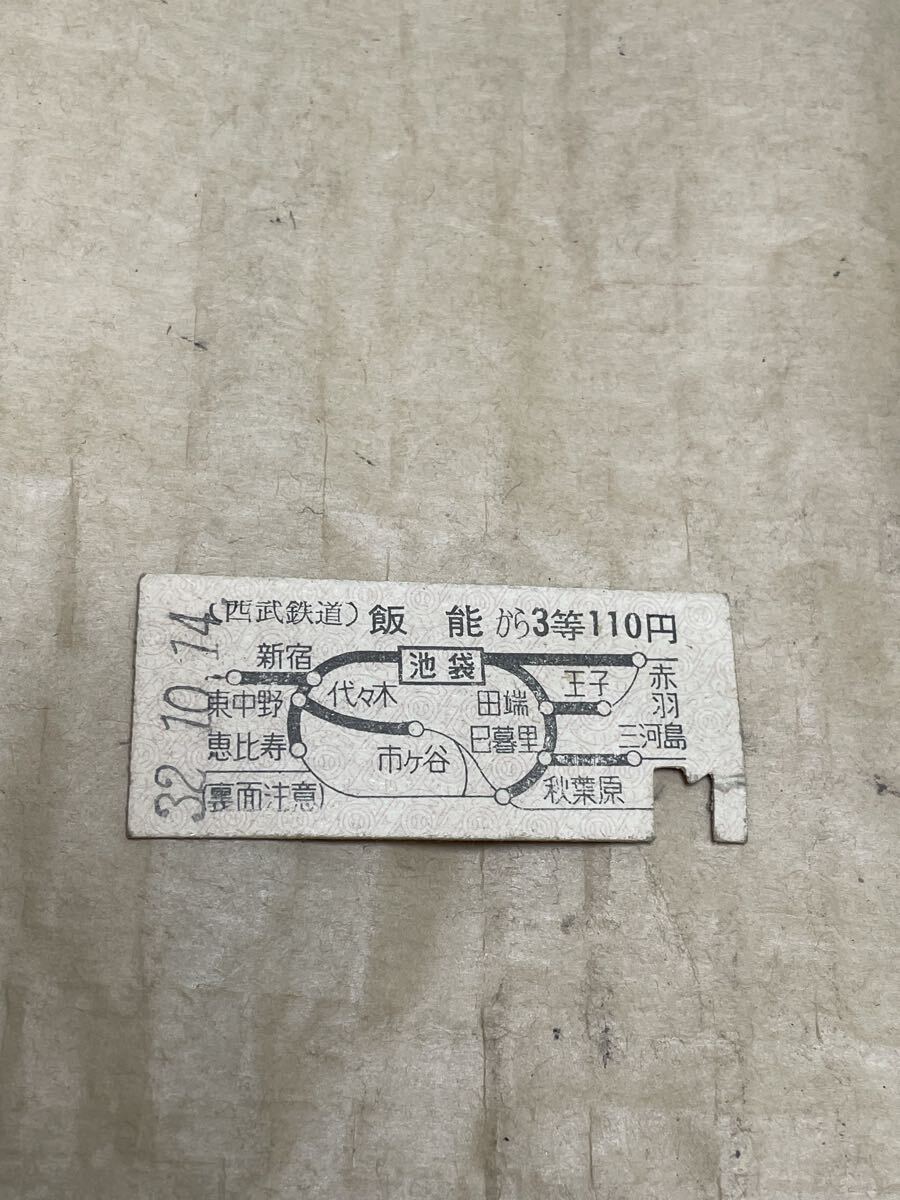 (西武鉄道) 飯能から3等110円
32.10.14
新宿
池袋
赤羽
王子
東中野
代々木
田端
恵比寿
市ヶ谷
日暮里
三河島
秋葉原
(裏面注意)